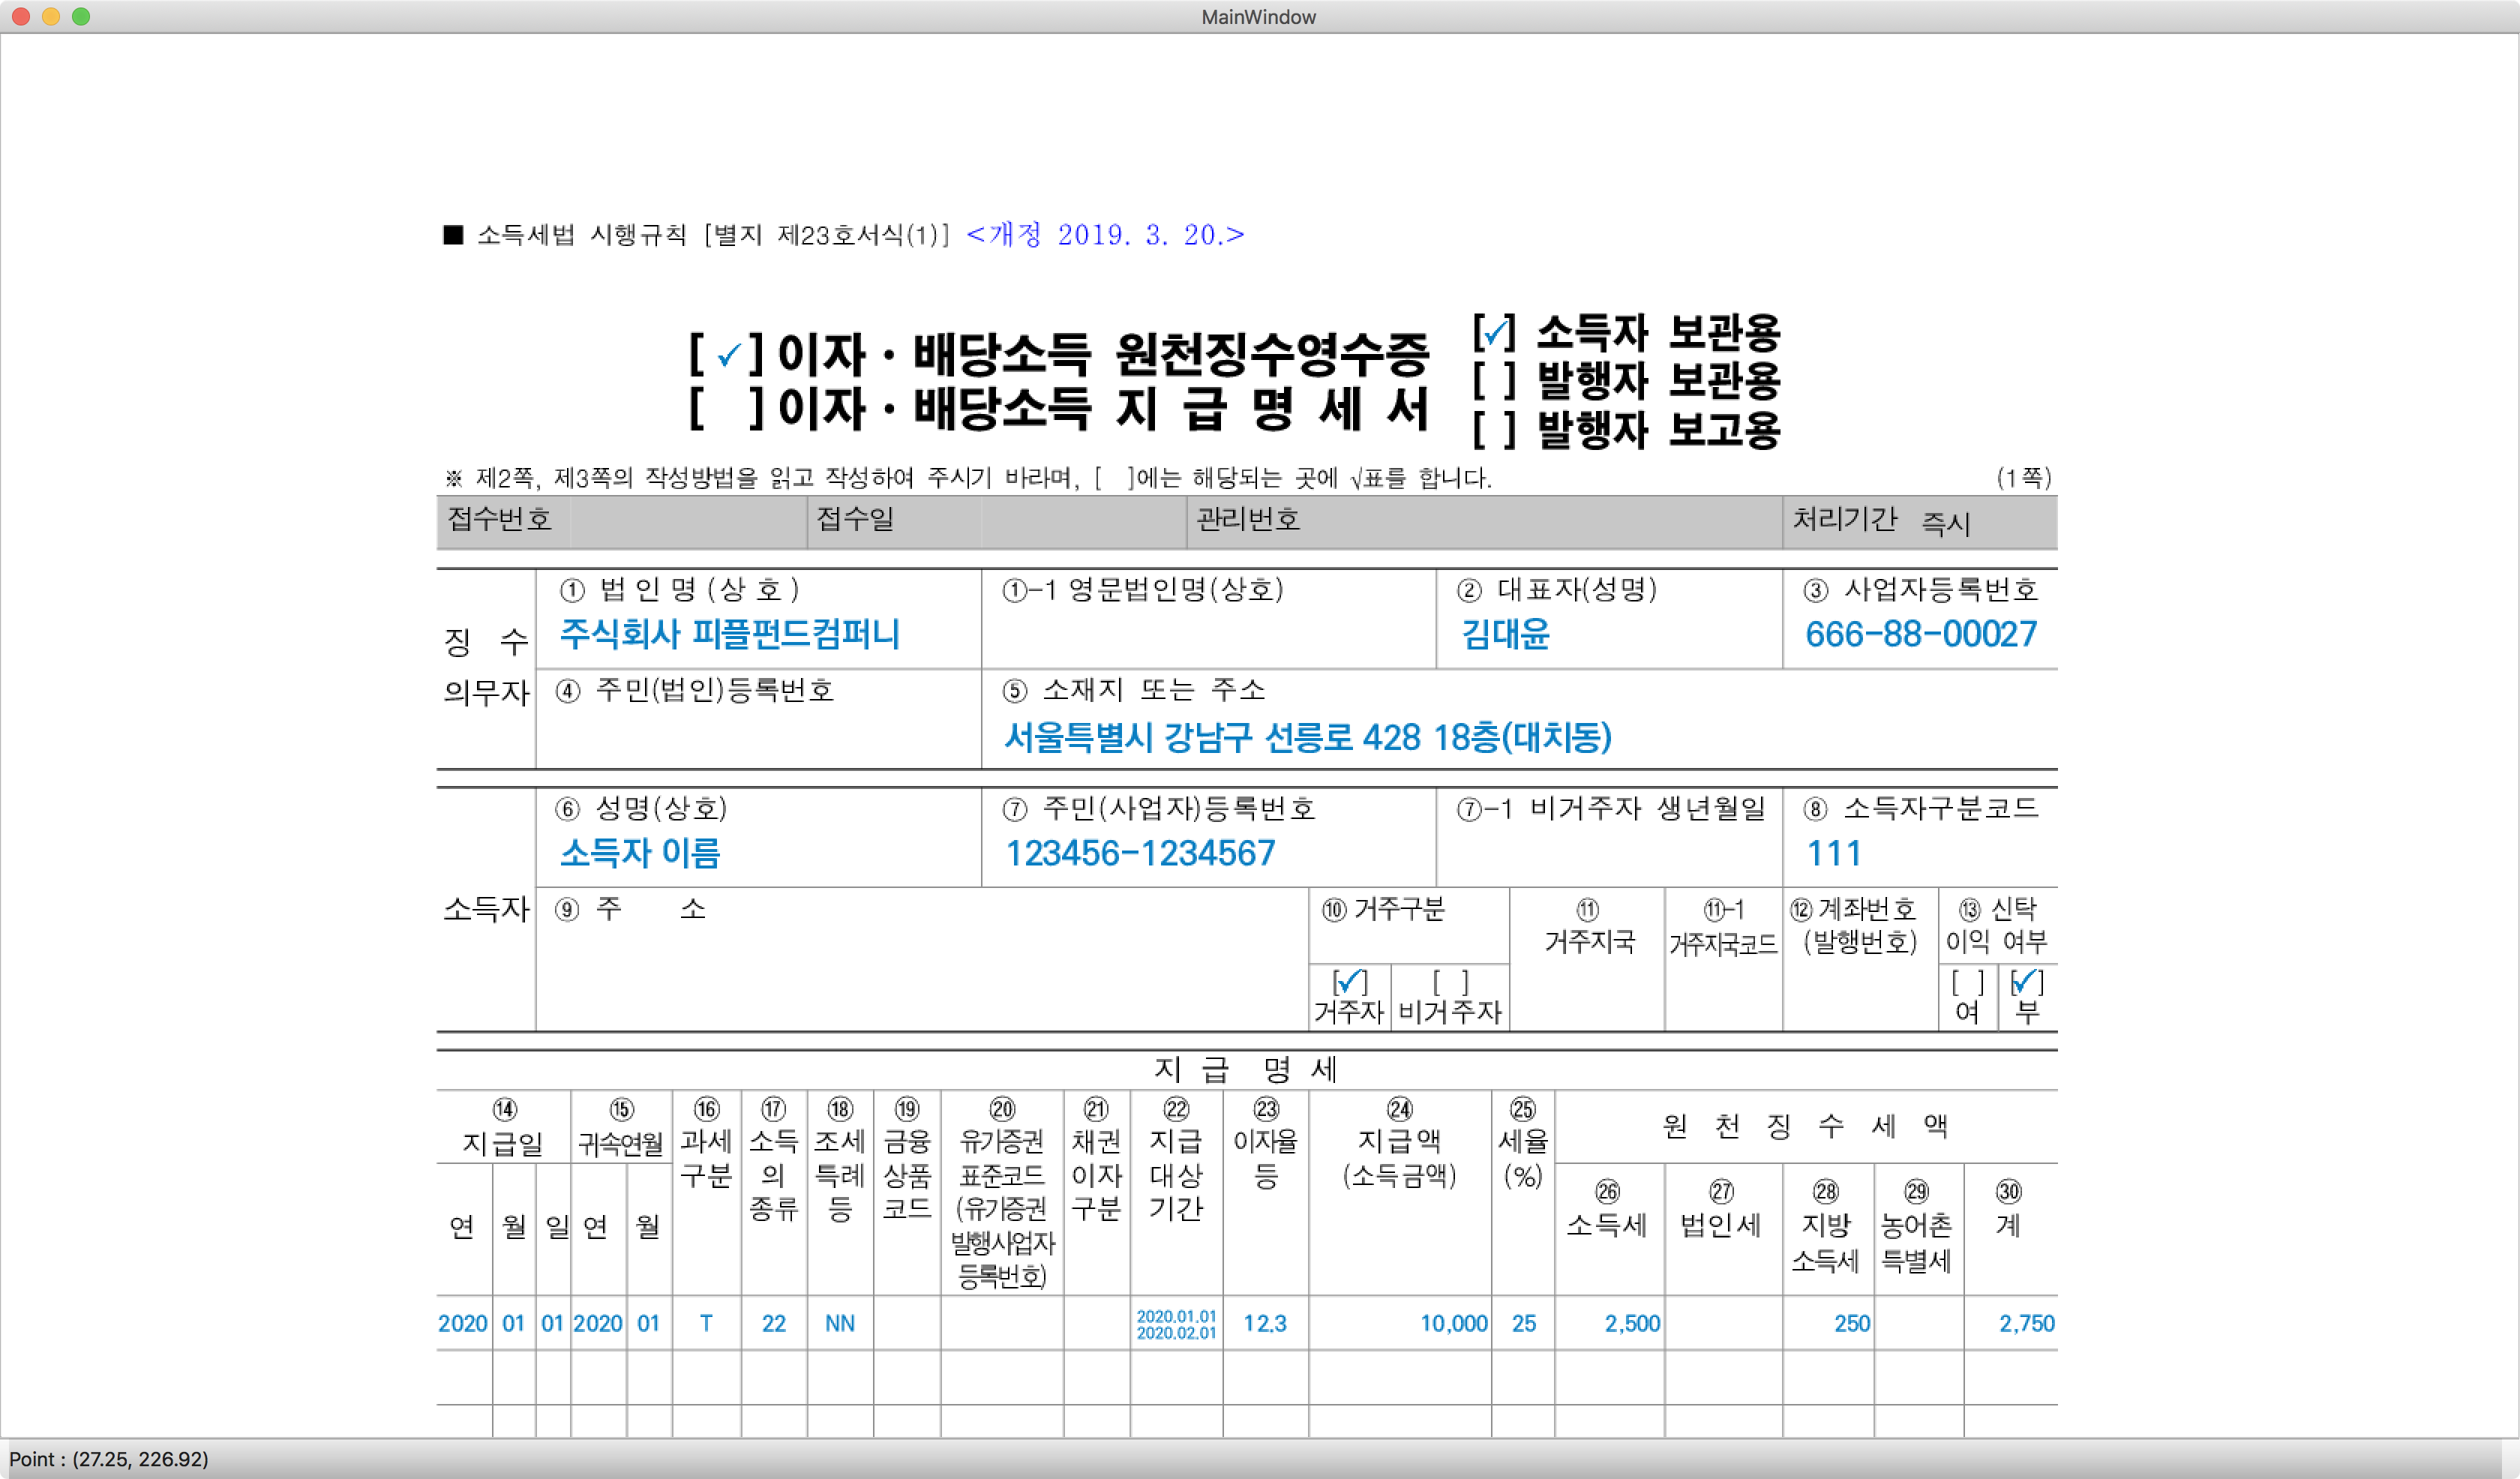 MainWindow
■ 소득세법 시행규칙 [별지 제23호서식(1)] <개정 2019. 3. 20.>
[ ✓ ] 이자 · 배당소득 원천징수영수증
[ ] 이자 · 배당소득 지 급 명 세 서
[✓] 소득자 보관용
[ ] 발행자 보관용
[ ] 발행자 보고용
※ 제2쪽, 제3쪽의 작성방법을 읽고 작성하여 주시기 바라며, [ ]에는 해당되는 곳에 √표를 합니다. (1쪽)
접수번호 접수일 관리번호 처리기간 즉시
징 수
의무자
① 법 인 명 ( 상 호 ) ①-1 영문법인명(상호) ② 대표자(성명) ③ 사업자등록번호
주식회사 피플펀드컴퍼니 김대윤 666-88-00027
④ 주민(법인)등록번호 ⑤ 소재지 또는 주소
서울특별시 강남구 선릉로 428 18층(대치동)
소득자
⑥ 성명(상호) ⑦ 주민(사업자)등록번호 ⑦-1 비거주자 생년월일 ⑧ 소득자구분코드
소득자 이름 123456-1234567 111
⑨ 주 소
⑩ 거주구분
[✓] [ ]
거주자 비거주자
⑪
거주지국
⑪-1
거주지국코드
⑫ 계좌번호
(발행번호)
⑬ 신탁
이익 여부
[ ] [✓]
여 부
지 급 명 세
⑭
지급일
연 월 일
⑮
귀속연월
연 월
⑯
과세
구분
⑰
소득
의
종류
⑱
조세
특례
등
⑲
금융
상품
코드
⑳
유가증권
표준코드
(유가증권
발행사업자
등록번호)
㉑
채권
이자
구분
㉒
지급
대상
기간
㉓
이자율
등
㉔
지급액
(소득금액)
㉕
세율
(%)
원 천 징 수 세 액
㉖
소득세
㉗
법인세
㉘
지방
소득세
㉙
농어촌
특별세
㉚
계
2020 01 01 2020 01 T 22 NN 2020.01.01 12.3 10,000 25 2,500 250 2,750
2020.02.01
Point : (27.25, 226.92)